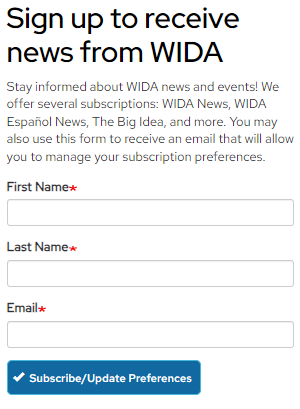 Sign up to receive
news from WIDA
Stay informed about WIDA news and events! We
offer several subscriptions: WIDA News, WIDA
Español News, The Big Idea, and more. You may
also use this form to receive an email that will allow
you to manage your subscription preferences.
First Name*
Last Name*
Email*
✔ Subscribe/Update Preferences